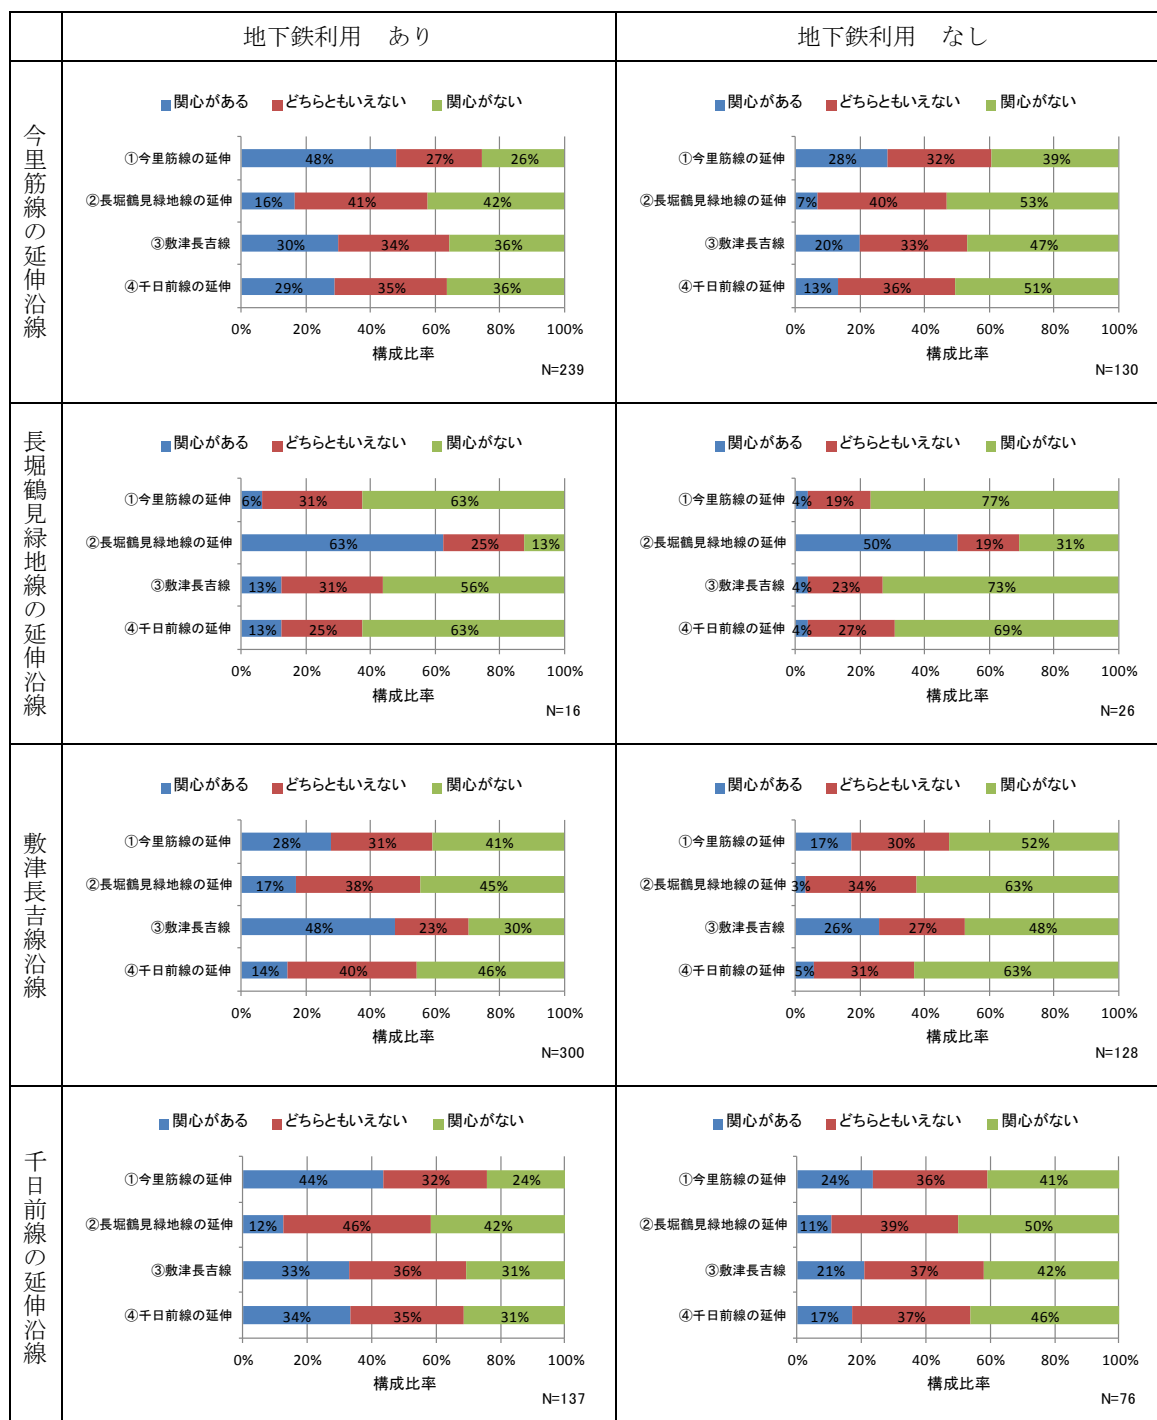 地下鉄利用　あり
地下鉄利用　なし
今里筋線の延伸沿線
関心がある どちらともいえない 関心がない
①今里筋線の延伸 48% 27% 26%
②長堀鶴見緑地線の延伸 16% 41% 42%
③敷津長吉線 30% 34% 36%
④千日前線の延伸 29% 35% 36%
0% 20% 40% 60% 80% 100%
構成比率
N=239
関心がある どちらともいえない 関心がない
①今里筋線の延伸 28% 32% 39%
②長堀鶴見緑地線の延伸 7% 40% 53%
③敷津長吉線 20% 33% 47%
④千日前線の延伸 13% 36% 51%
0% 20% 40% 60% 80% 100%
構成比率
N=130
長堀鶴見緑地線の延伸沿線
関心がある どちらともいえない 関心がない
①今里筋線の延伸 6% 31% 63%
②長堀鶴見緑地線の延伸 63% 25% 13%
③敷津長吉線 13% 31% 56%
④千日前線の延伸 13% 25% 63%
0% 20% 40% 60% 80% 100%
構成比率
N=16
関心がある どちらともいえない 関心がない
①今里筋線の延伸 4% 19% 77%
②長堀鶴見緑地線の延伸 50% 19% 31%
③敷津長吉線 4% 23% 73%
④千日前線の延伸 4% 27% 69%
0% 20% 40% 60% 80% 100%
構成比率
N=26
敷津長吉線沿線
関心がある どちらともいえない 関心がない
①今里筋線の延伸 28% 31% 41%
②長堀鶴見緑地線の延伸 17% 38% 45%
③敷津長吉線 48% 23% 30%
④千日前線の延伸 14% 40% 46%
0% 20% 40% 60% 80% 100%
構成比率
N=300
関心がある どちらともいえない 関心がない
①今里筋線の延伸 17% 30% 52%
②長堀鶴見緑地線の延伸 3% 34% 63%
③敷津長吉線 26% 27% 48%
④千日前線の延伸 5% 31% 63%
0% 20% 40% 60% 80% 100%
構成比率
N=128
千日前線の延伸沿線
関心がある どちらともいえない 関心がない
①今里筋線の延伸 44% 32% 24%
②長堀鶴見緑地線の延伸 12% 46% 42%
③敷津長吉線 33% 36% 31%
④千日前線の延伸 34% 35% 31%
0% 20% 40% 60% 80% 100%
構成比率
N=137
関心がある どちらともいえない 関心がない
①今里筋線の延伸 24% 36% 41%
②長堀鶴見緑地線の延伸 11% 39% 50%
③敷津長吉線 21% 37% 42%
④千日前線の延伸 17% 37% 46%
0% 20% 40% 60% 80% 100%
構成比率
N=76